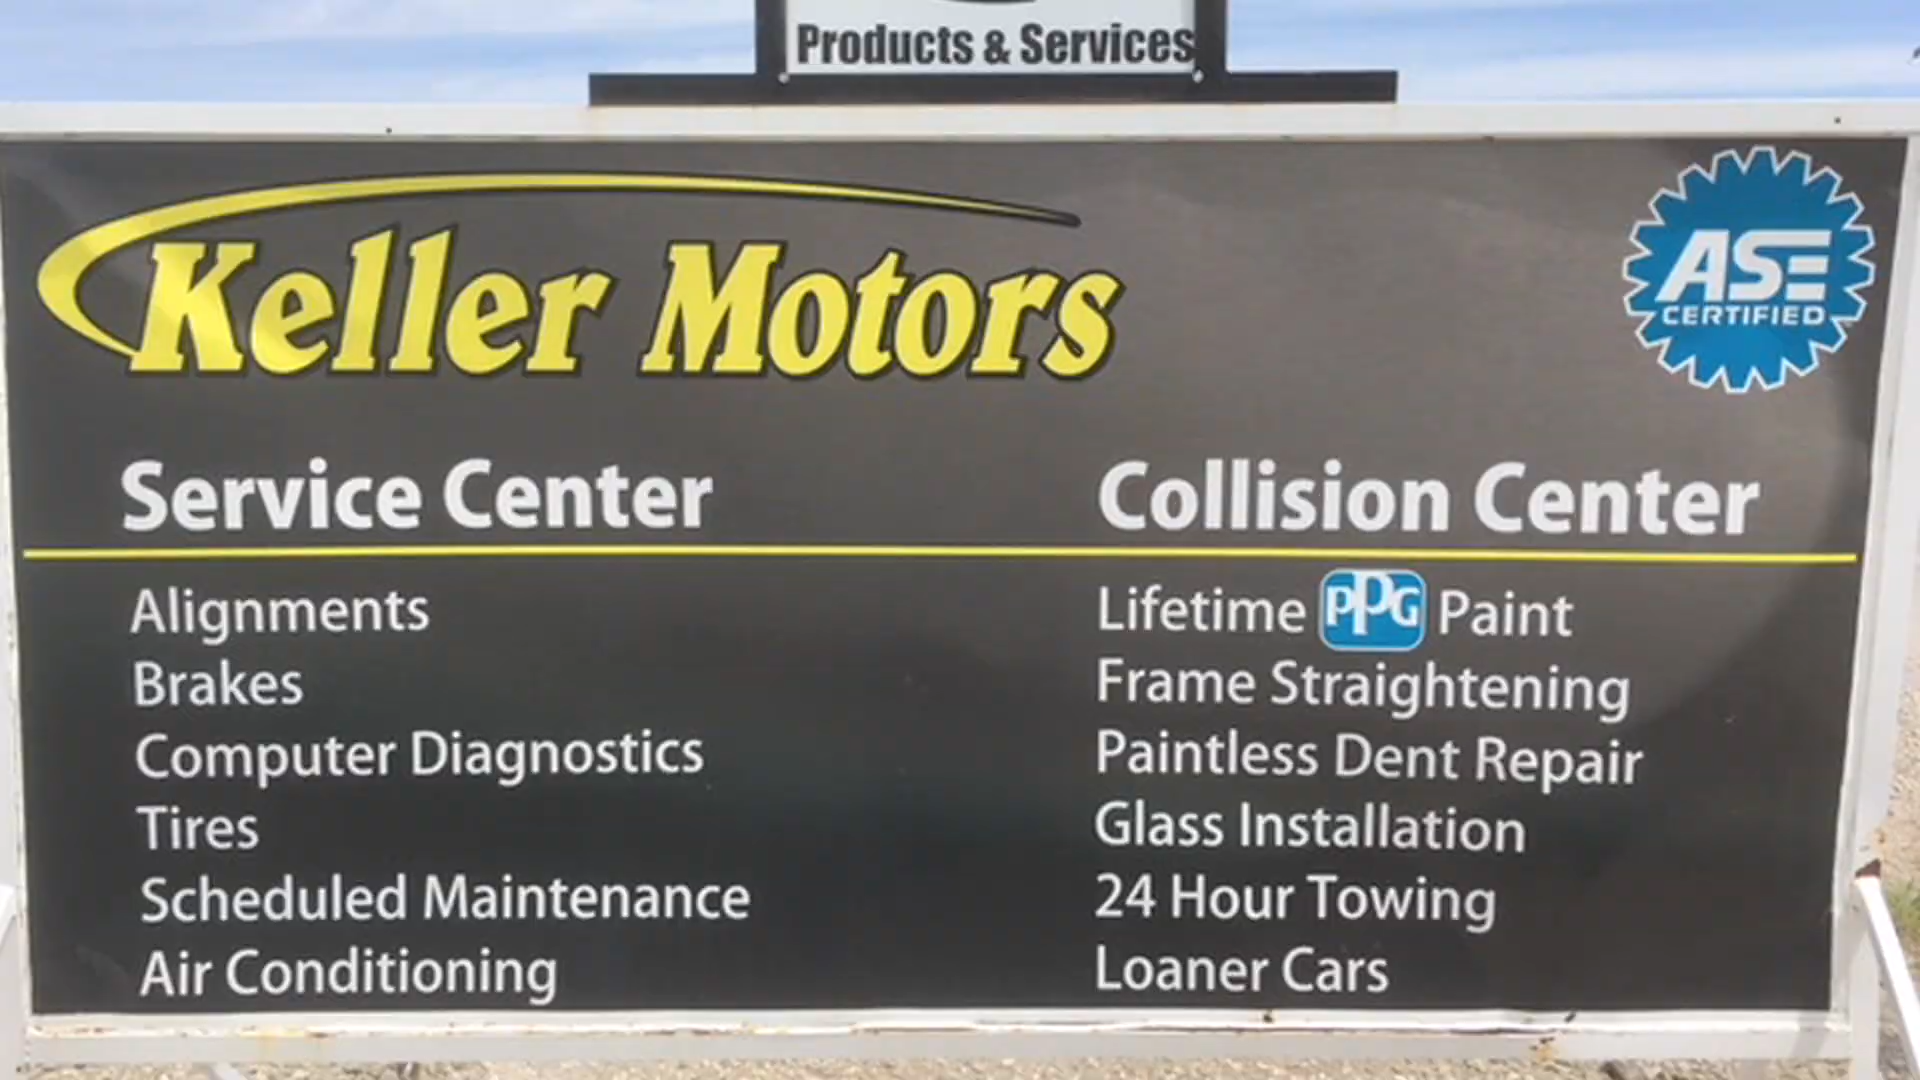 Products & Services
Keller Motors
ASE
CERTIFIED
Service Center
Alignments
Brakes
Computer Diagnostics
Tires
Scheduled Maintenance
Air Conditioning
Collision Center
Lifetime PPG Paint
Frame Straightening
Paintless Dent Repair
Glass Installation
24 Hour Towing
Loaner Cars